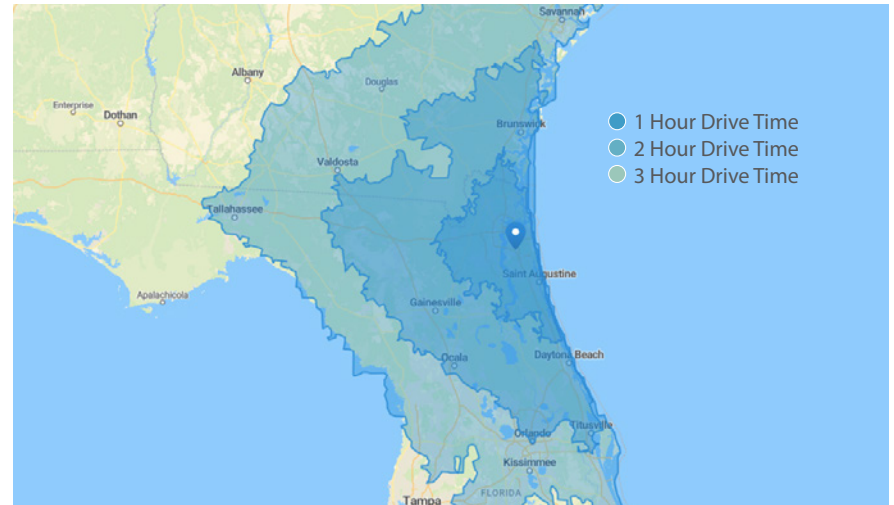 Savannah
Albany
Douglas
Enterprise
Dothan
Brunswick
1 Hour Drive Time
2 Hour Drive Time
3 Hour Drive Time
Valdosta
Tallahassee
Saint Augustine
Apalachicola
Gainesville
Ocala
Daytona Beach
Titusville
Orlando
Kissimmee
FLORIDA
Tampa